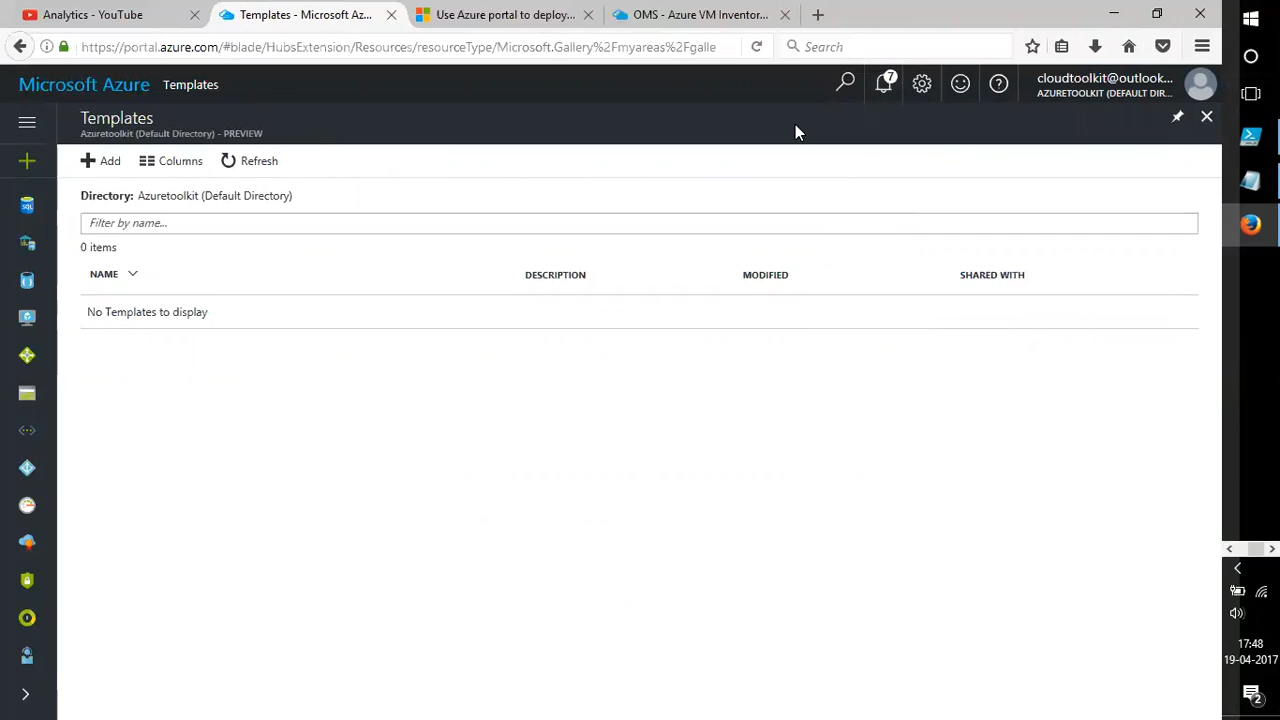 Analytics - YouTube
Templates - Microsoft Az...
Use Azure portal to deploy...
OMS - Azure VM Inventor...
https://portal.azure.com/#blade/HubsExtension/Resources/resourceType/Microsoft.Gallery%2Fmyareas%2Fgalle
Search
Microsoft Azure
Templates
7
cloudtoolkit@outlook...
AZURETOOLKIT (DEFAULT DIR...
Templates
Azuretoolkit (Default Directory) - PREVIEW
Add
Columns
Refresh
Directory: Azuretoolkit (Default Directory)
Filter by name...
0 items
NAME
DESCRIPTION
MODIFIED
SHARED WITH
No Templates to display
SQL
17:48
19-04-2017
2